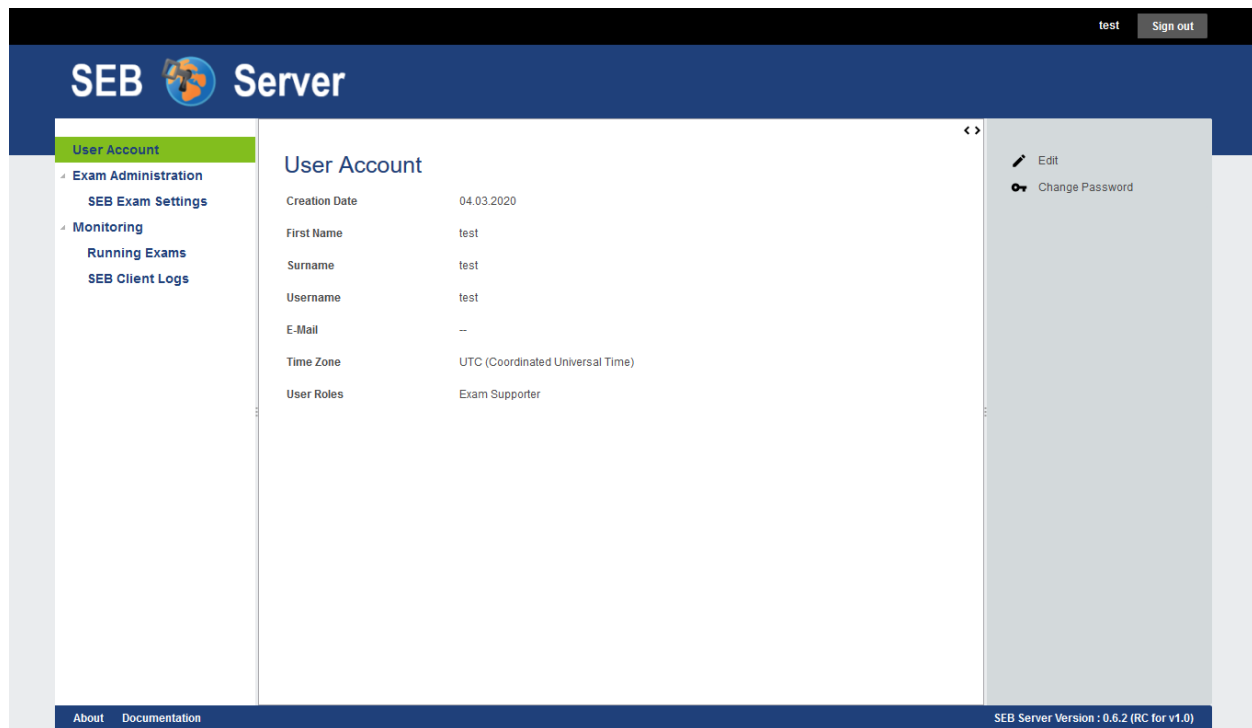 test Sign out
SEB Server
User Account
Exam Administration
SEB Exam Settings
Monitoring
Running Exams
SEB Client Logs
User Account
Creation Date 04.03.2020
First Name test
Surname test
Username test
E-Mail --
Time Zone UTC (Coordinated Universal Time)
User Roles Exam Supporter
Edit
Change Password
About Documentation
SEB Server Version : 0.6.2 (RC for v1.0)